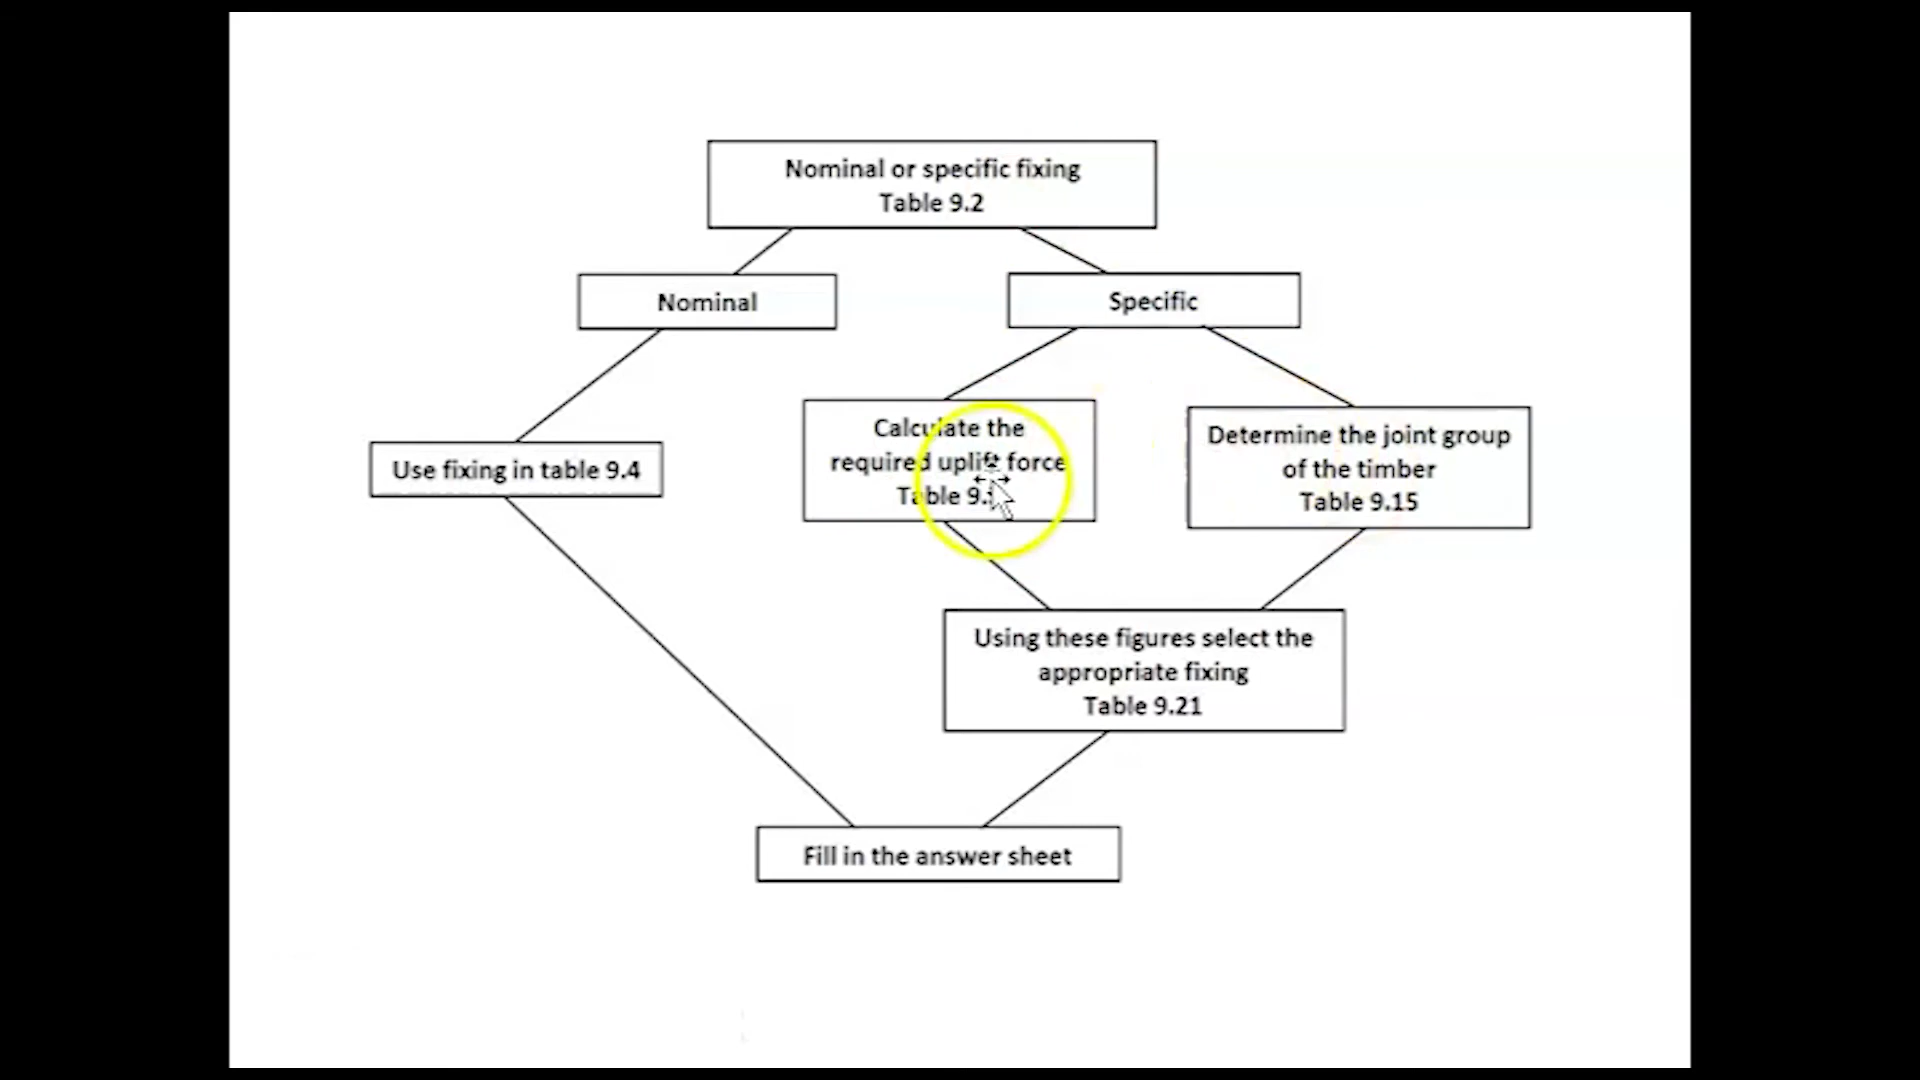 Nominal or specific fixing
Table 9.2
Nominal
Specific
Calculate the
required uplift force
Table
Determine the joint group
of the timber
Table 9.15
Use fixing in table 9.4
Using these figures select the
appropriate fixing
Table 9.21
Fill in the answer sheet